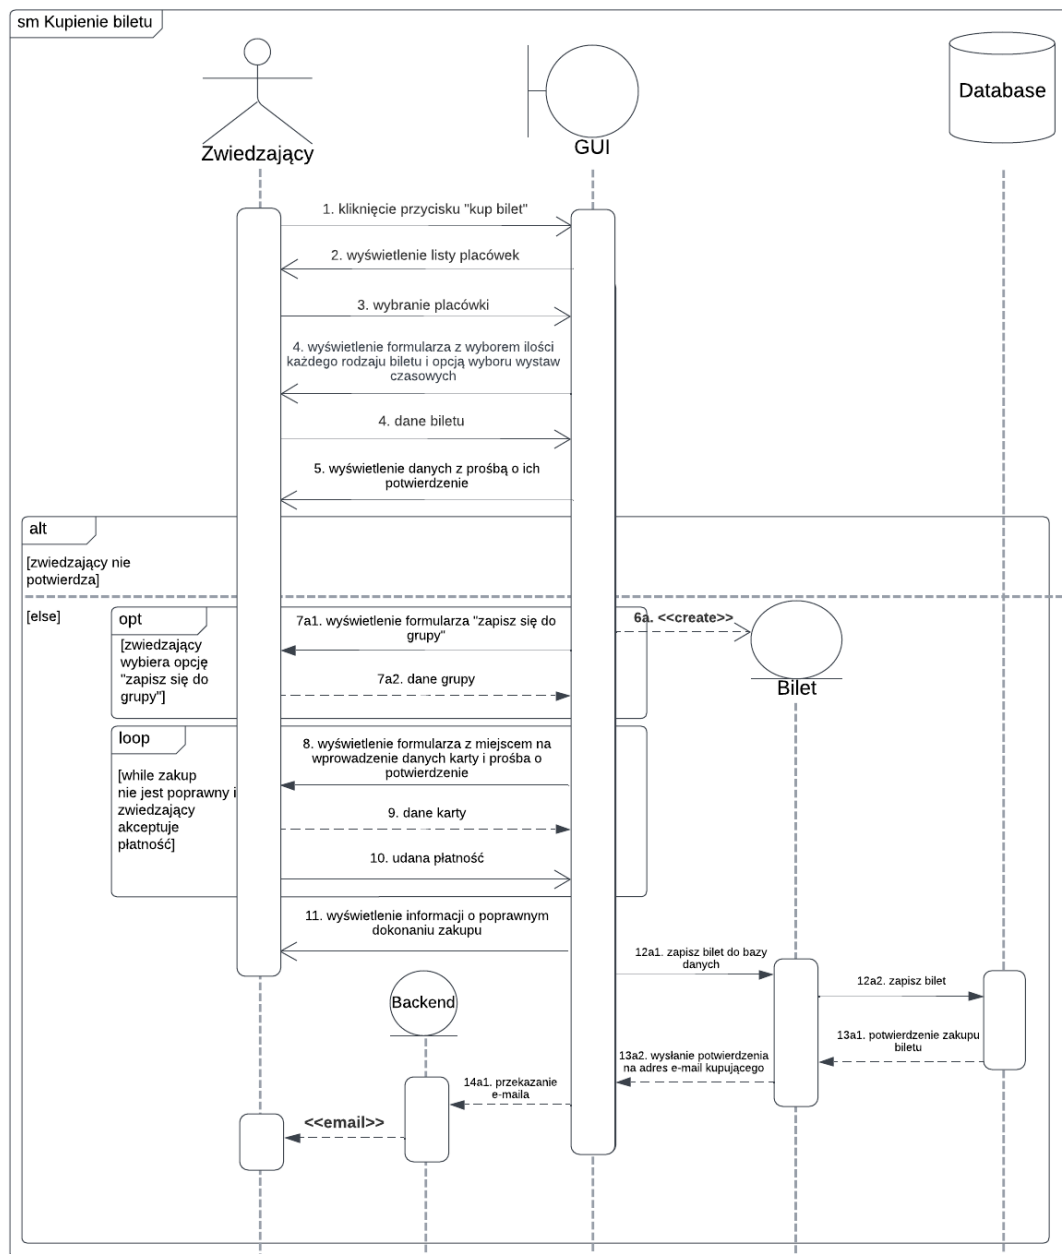 sm Kupienie biletu
Zwiedzający
GUI
Database
1. kliknięcie przycisku "kup bilet"
2. wyświetlenie listy placówek
3. wybranie placówki
4. wyświetlenie formularza z wyborem ilości
każdego rodzaju biletu i opcją wyboru wystaw
czasowych
4. dane biletu
5. wyświetlenie danych z prośbą o ich
potwierdzenie
alt
[zwiedzający nie
potwierdza]
[else]
opt
[zwiedzający
wybiera opcję
"zapisz się do
grupy"]
7a1. wyświetlenie formularza "zapisz się do
grupy"
6a. <<create>>
7a2. dane grupy
Bilet
loop
[while zakup
nie jest poprawny i
zwiedzający
akceptuje
płatność]
8. wyświetlenie formularza z miejscem na
wprowadzenie danych karty i prośba o
potwierdzenie
9. dane karty
10. udana płatność
11. wyświetlenie informacji o poprawnym
dokonaniu zakupu
12a1. zapisz bilet do bazy
danych
12a2. zapisz bilet
Backend
13a1. potwierdzenie zakupu
biletu
13a2. wysłanie potwierdzenia
na adres e-mail kupującego
14a1. przekazanie
e-maila
<<email>>